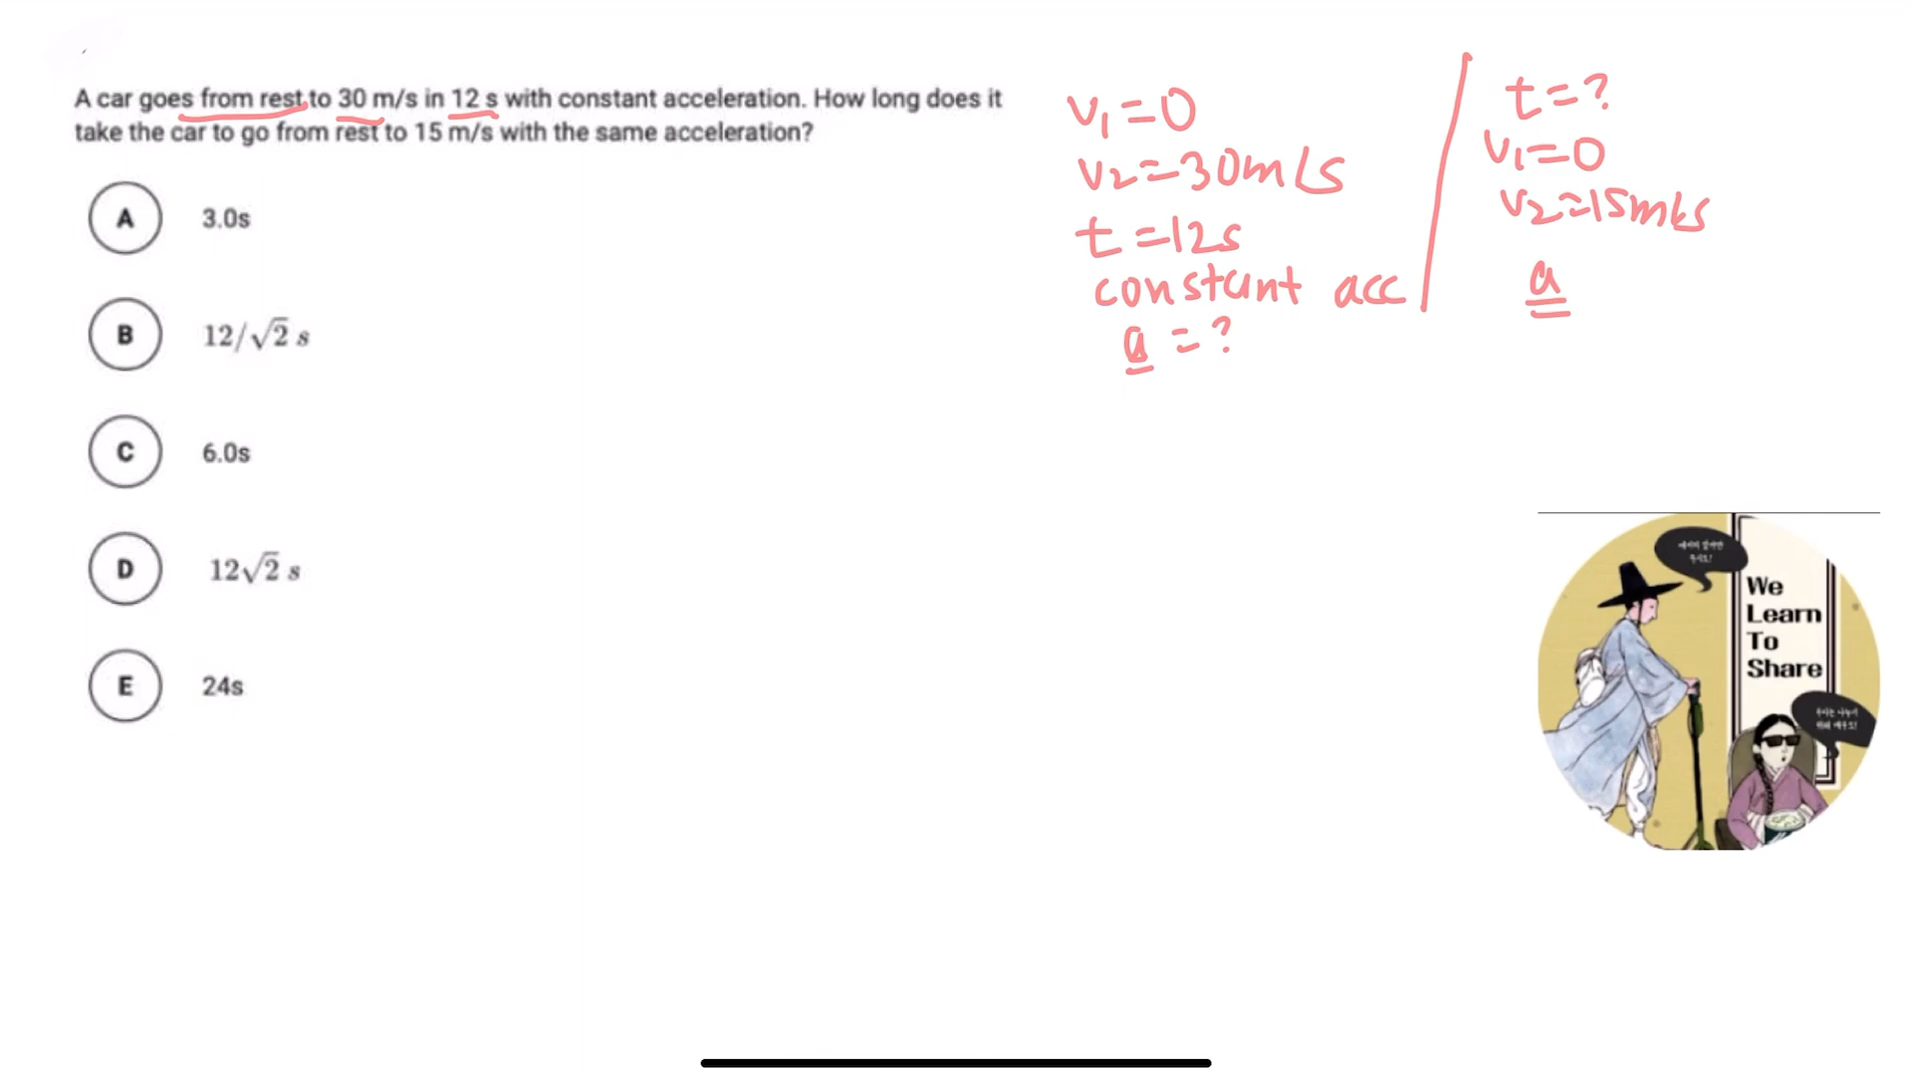 A car goes from rest to 30 m/s in 12 s with constant acceleration. How long does it
take the car to go from rest to 15 m/s with the same acceleration?
A 3.0s
B 12/√2 s
C 6.0s
D 12√2 s
E 24s
v₁=0
v₂=30m/s
t=12s
constant acc
a=?
t=?
v₁=0
v₂=15m/s
a
We
Learn
To
Share